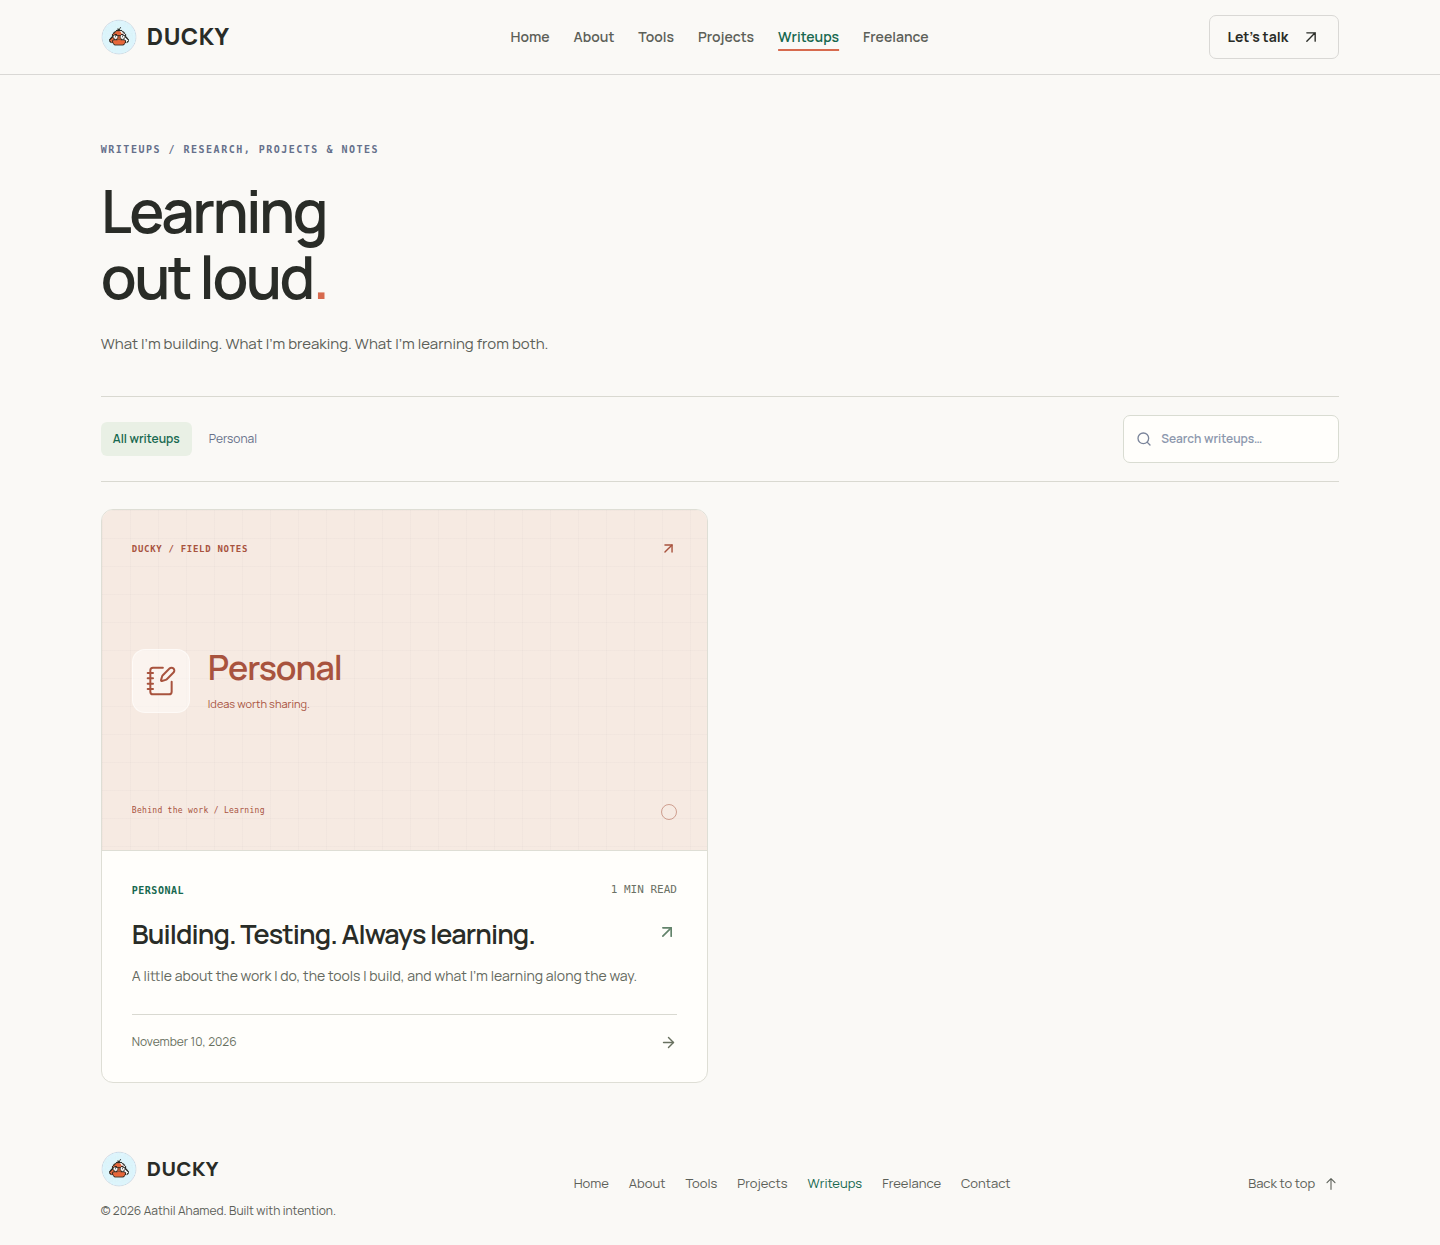 DUCKY
Home About Tools Projects Writeups Freelance
Let's talk
WRITEUPS / RESEARCH, PROJECTS & NOTES
Learning
out loud.
What I'm building. What I'm breaking. What I'm learning from both.
All writeups Personal
Search writeups…
DUCKY / FIELD NOTES
Personal
Ideas worth sharing.
Behind the work / Learning
PERSONAL
1 MIN READ
Building. Testing. Always learning.
A little about the work I do, the tools I build, and what I'm learning along the way.
November 10, 2026
DUCKY
© 2026 Aathil Ahamed. Built with intention.
Home About Tools Projects Writeups Freelance Contact
Back to top